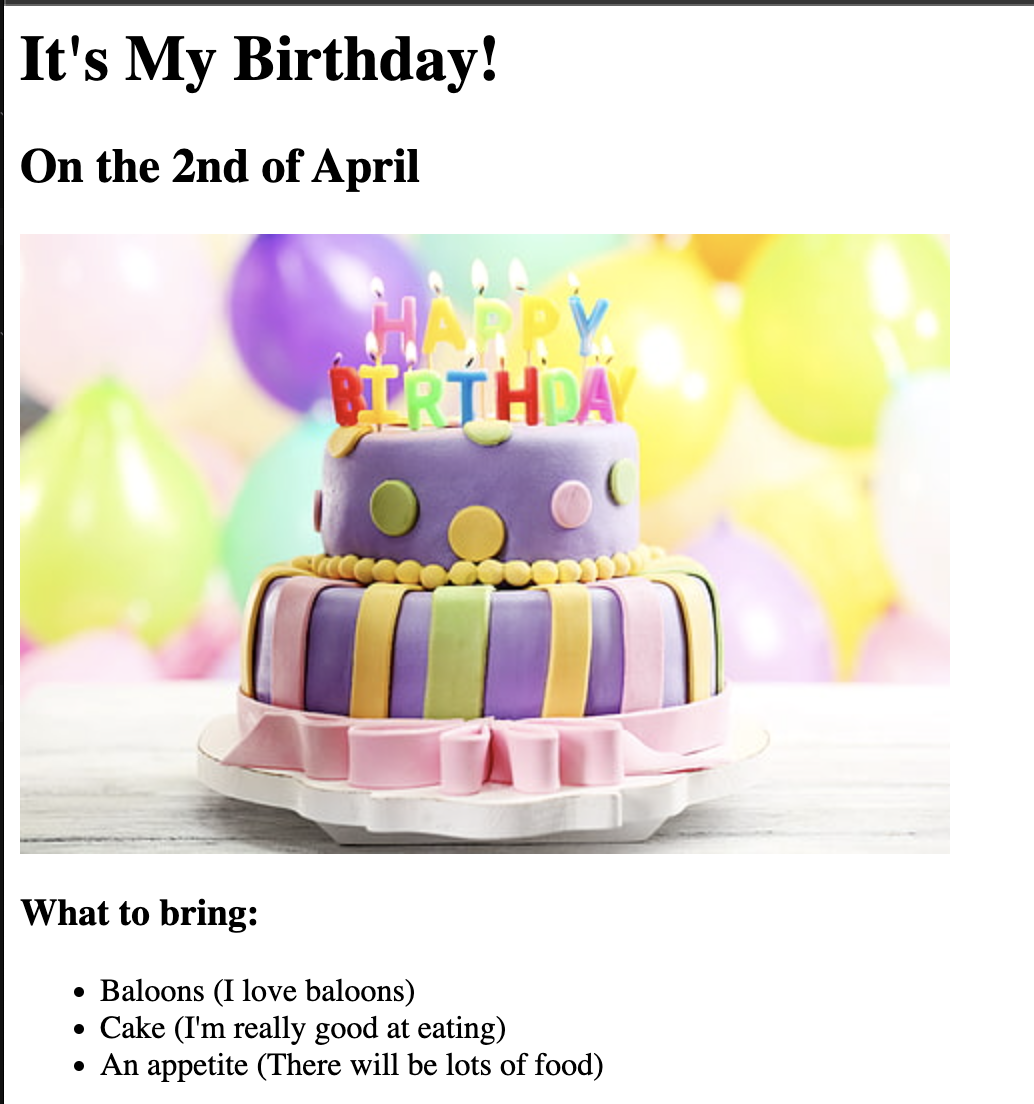 It's My Birthday!
On the 2nd of April
HAPPY
BIRTHDAY
What to bring:
Baloons (I love baloons)
Cake (I'm really good at eating)
An appetite (There will be lots of food)